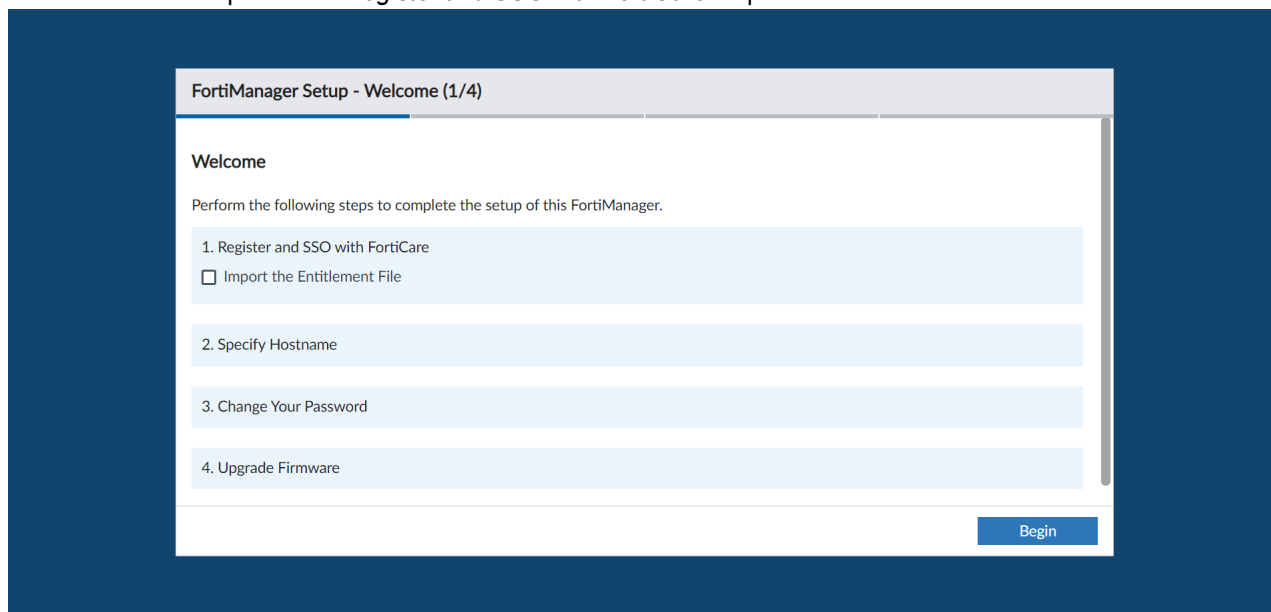 FortiManager Setup - Welcome (1/4)
Welcome
Perform the following steps to complete the setup of this FortiManager.
1. Register and SSO with FortiCare
Import the Entitlement File
2. Specify Hostname
3. Change Your Password
4. Upgrade Firmware
Begin